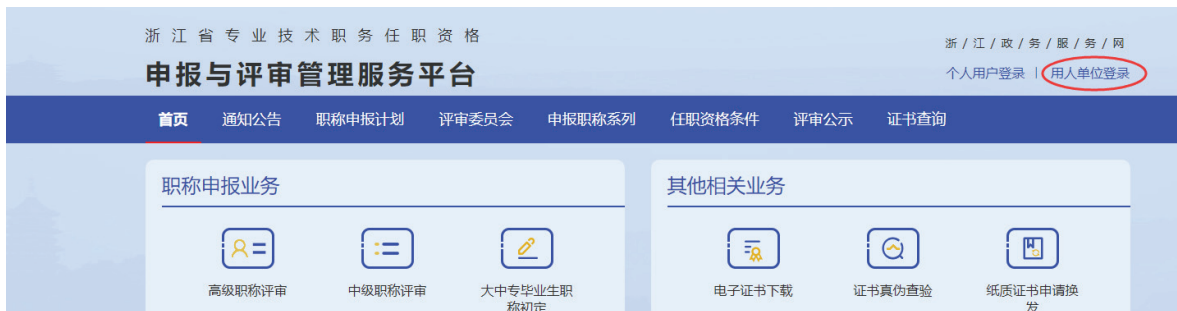 浙江省专业技术职务任职资格
申报与评审管理服务平台
浙/江/政/务/服/务/网
个人用户登录 | 用人单位登录
首页 通知公告 职称申报计划 评审委员会 申报职称系列 任职资格条件 评审公示 证书查询
职称申报业务
高级职称评审 中级职称评审 大中专毕业生职
称初定
其他相关业务
电子证书下载 证书真伪查验 纸质证书申请换
发